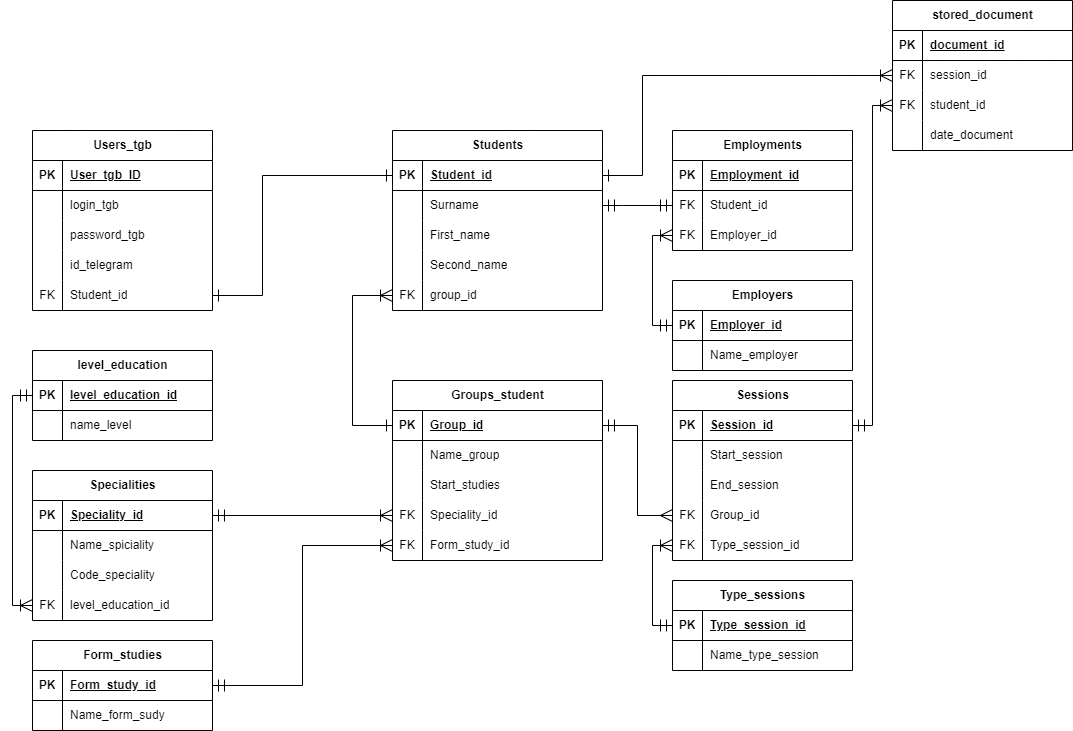 stored_document
PK document_id
FK session_id
FK student_id
date_document
Users_tgb
PK User_tgb_ID
login_tgb
password_tgb
id_telegram
FK Student_id
Students
PK Student_id
Surname
First_name
Second_name
FK group_id
Employments
PK Employment_id
FK Student_id
FK Employer_id
Employers
PK Employer_id
Name_employer
level_education
PK level_education_id
name_level
Groups_student
PK Group_id
Name_group
Start_studies
FK Speciality_id
FK Form_study_id
Sessions
PK Session_id
Start_session
End_session
FK Group_id
FK Type_session_id
Specialities
PK Speciality_id
Name_spiciality
Code_speciality
FK level_education_id
Type_sessions
PK Type_session_id
Name_type_session
Form_studies
PK Form_study_id
Name_form_sudy